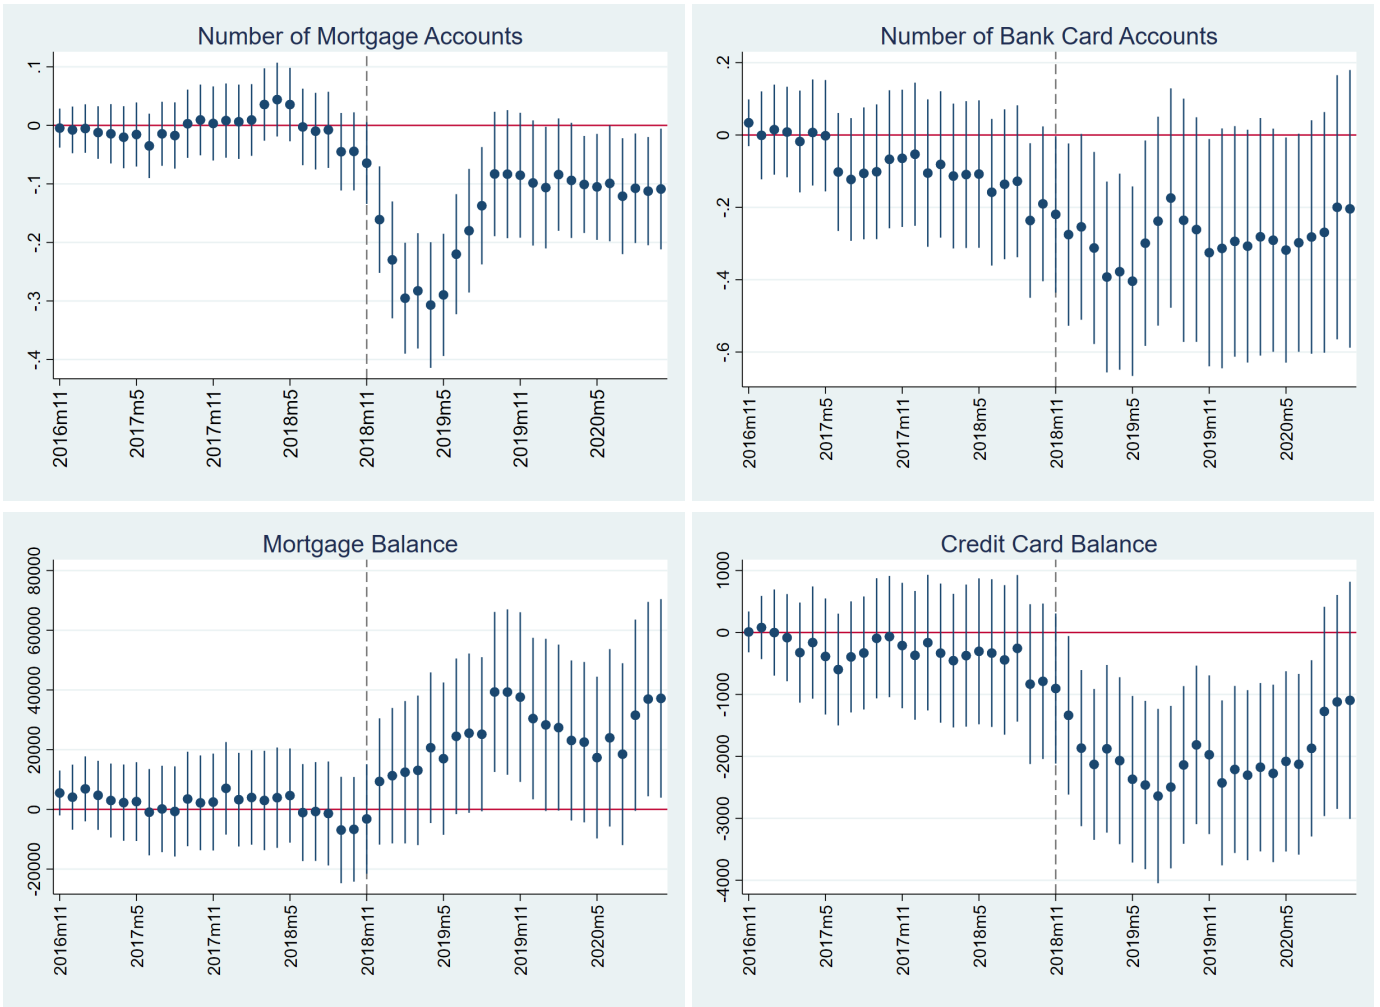 Number of Mortgage Accounts
.1
0
-.1
-.2
-.3
-.4
2016m11
2017m5
2017m11
2018m5
2018m11
2019m5
2019m11
2020m5
Number of Bank Card Accounts
.2
0
-.2
-.4
-.6
2016m11
2017m5
2017m11
2018m5
2018m11
2019m5
2019m11
2020m5
Mortgage Balance
80000
60000
40000
20000
0
-20000
2016m11
2017m5
2017m11
2018m5
2018m11
2019m5
2019m11
2020m5
Credit Card Balance
1000
0
-1000
-2000
-3000
-4000
2016m11
2017m5
2017m11
2018m5
2018m11
2019m5
2019m11
2020m5